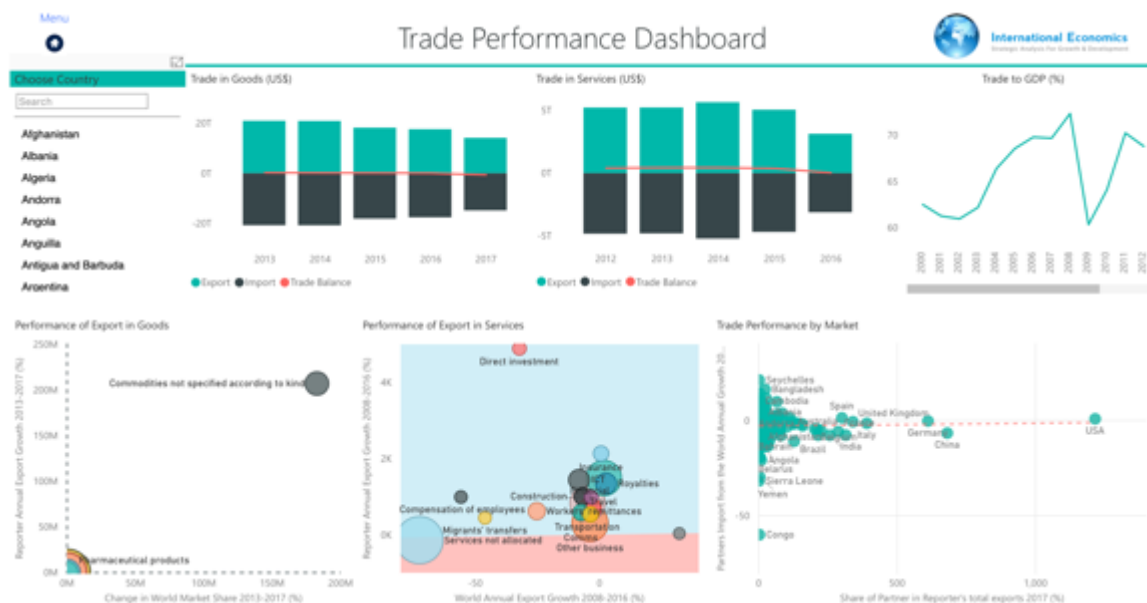 Menu
Trade Performance Dashboard
International Economics
Strategic Analysis For Growth & Development
Choose Country
Search
Afghanistan
Albania
Algeria
Andorra
Angola
Anguilla
Antigua and Barbuda
Argentina
Trade in Goods (US$)
20T
0T
-20T
2013
2014
2015
2016
2017
Export
Import
Trade Balance
Trade in Services (US$)
5T
0T
-5T
2012
2013
2014
2015
2016
Export
Import
Trade Balance
Trade to GDP (%)
70
65
60
2000
2001
2002
2003
2004
2005
2006
2007
2008
2009
2010
2011
2012
Performance of Export in Goods
Reporter Annual Export Growth 2013-2017 (%)
250M
200M
150M
100M
50M
0M
Commodities not specified according to kind
Pharmaceutical products
0M
50M
100M
150M
200M
Change in World Market Share 2013-2017 (%)
Performance of Export in Services
Reporter Annual Export Growth 2008-2016 (%)
4K
2K
0K
Direct investment
Insurance
ICT
Royalties
Construction
Travel
Compensation of employees
Workers' remittances
Migrants' transfers
Transportation
Services not allocated
Comms
Other business
-50
0
World Annual Export Growth 2008-2016 (%)
Trade Performance by Market
Partners Import from the World Annual Growth 20...
0
-50
Seychelles
Bangladesh
Cambodia
Spain
United Kingdom
Australia
USA
Germany
Italy
China
Brazil
India
Angola
Belarus
Sierra Leone
Yemen
Congo
0
500
1,000
Share of Partner in Reporter's total exports 2017 (%)